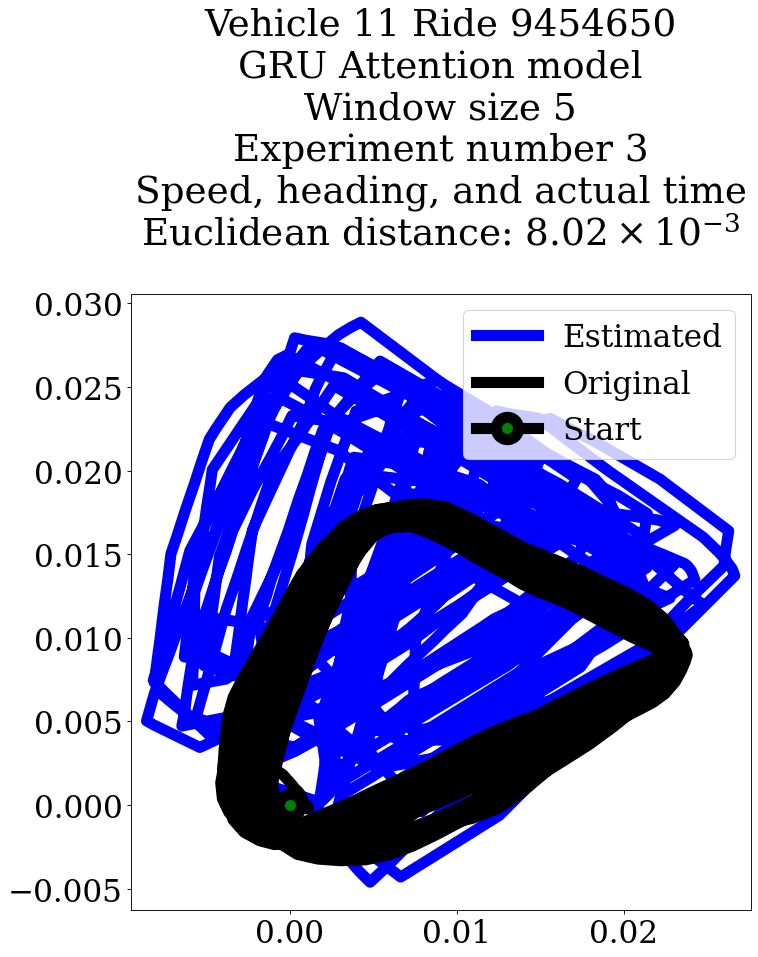 Vehicle 11 Ride 9454650
GRU Attention model
Window size 5
Experiment number 3
Speed, heading, and actual time
Euclidean distance: 8.02 × 10⁻³
0.030
0.025
0.020
0.015
0.010
0.005
0.000
−0.005
Estimated
Original
Start
0.00
0.01
0.02